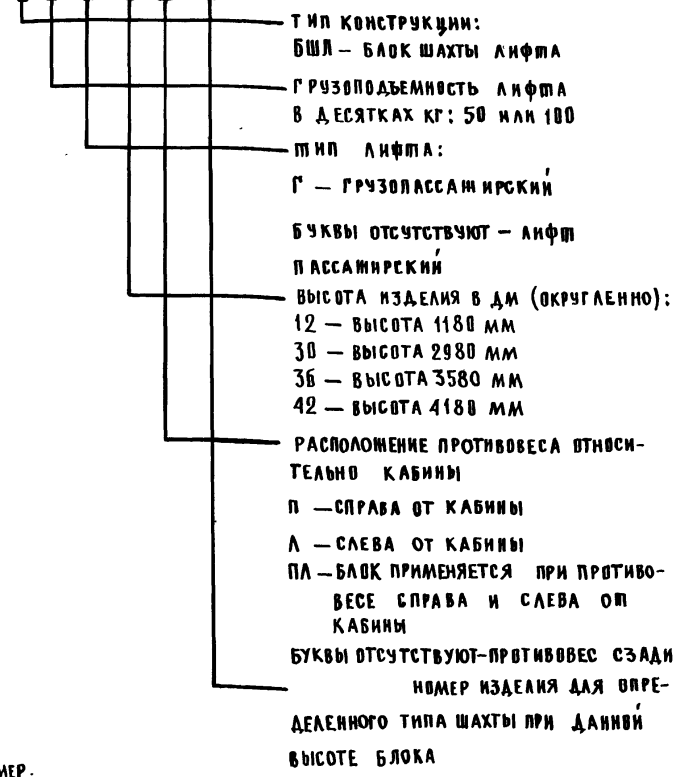 ТИП КОНСТРУКЦИИ:
БШЛ – БЛОК ШАХТЫ ЛИФТА
ГРУЗОПОДЪЕМНОСТЬ ЛИФТА
В ДЕСЯТКАХ КГ: 50 ИЛИ 100
ТИП ЛИФТА:
Г – ГРУЗОПАССАЖИРСКИЙ
БУКВЫ ОТСУТСТВУЮТ – ЛИФТ
ПАССАЖИРСКИЙ
ВЫСОТА ИЗДЕЛИЯ В ДМ (ОКРУГЛЕННО):
12 – ВЫСОТА 1180 ММ
30 – ВЫСОТА 2980 ММ
36 – ВЫСОТА 3580 ММ
42 – ВЫСОТА 4180 ММ
РАСПОЛОЖЕНИЕ ПРОТИВОВЕСА ОТНОСИ-
ТЕЛЬНО КАБИНЫ
П – СПРАВА ОТ КАБИНЫ
Л – СЛЕВА ОТ КАБИНЫ
ПЛ – БЛОК ПРИМЕНЯЕТСЯ ПРИ ПРОТИВО-
ВЕСЕ СПРАВА И СЛЕВА ОТ
КАБИНЫ
БУКВЫ ОТСУТСТВУЮТ-ПРОТИВОВЕС СЗАДИ
НОМЕР ИЗДЕЛИЯ ДЛЯ ОПРЕ-
ДЕЛЕННОГО ТИПА ШАХТЫ ПРИ ДАННОЙ
ВЫСОТЕ БЛОКА
МЕР.